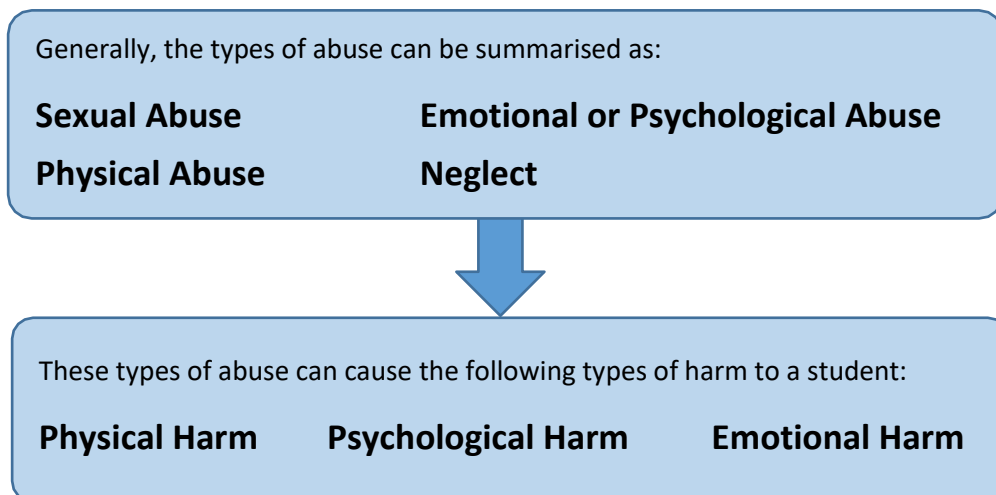 Generally, the types of abuse can be summarised as:
Sexual Abuse Emotional or Psychological Abuse
Physical Abuse Neglect
These types of abuse can cause the following types of harm to a student:
Physical Harm Psychological Harm Emotional Harm